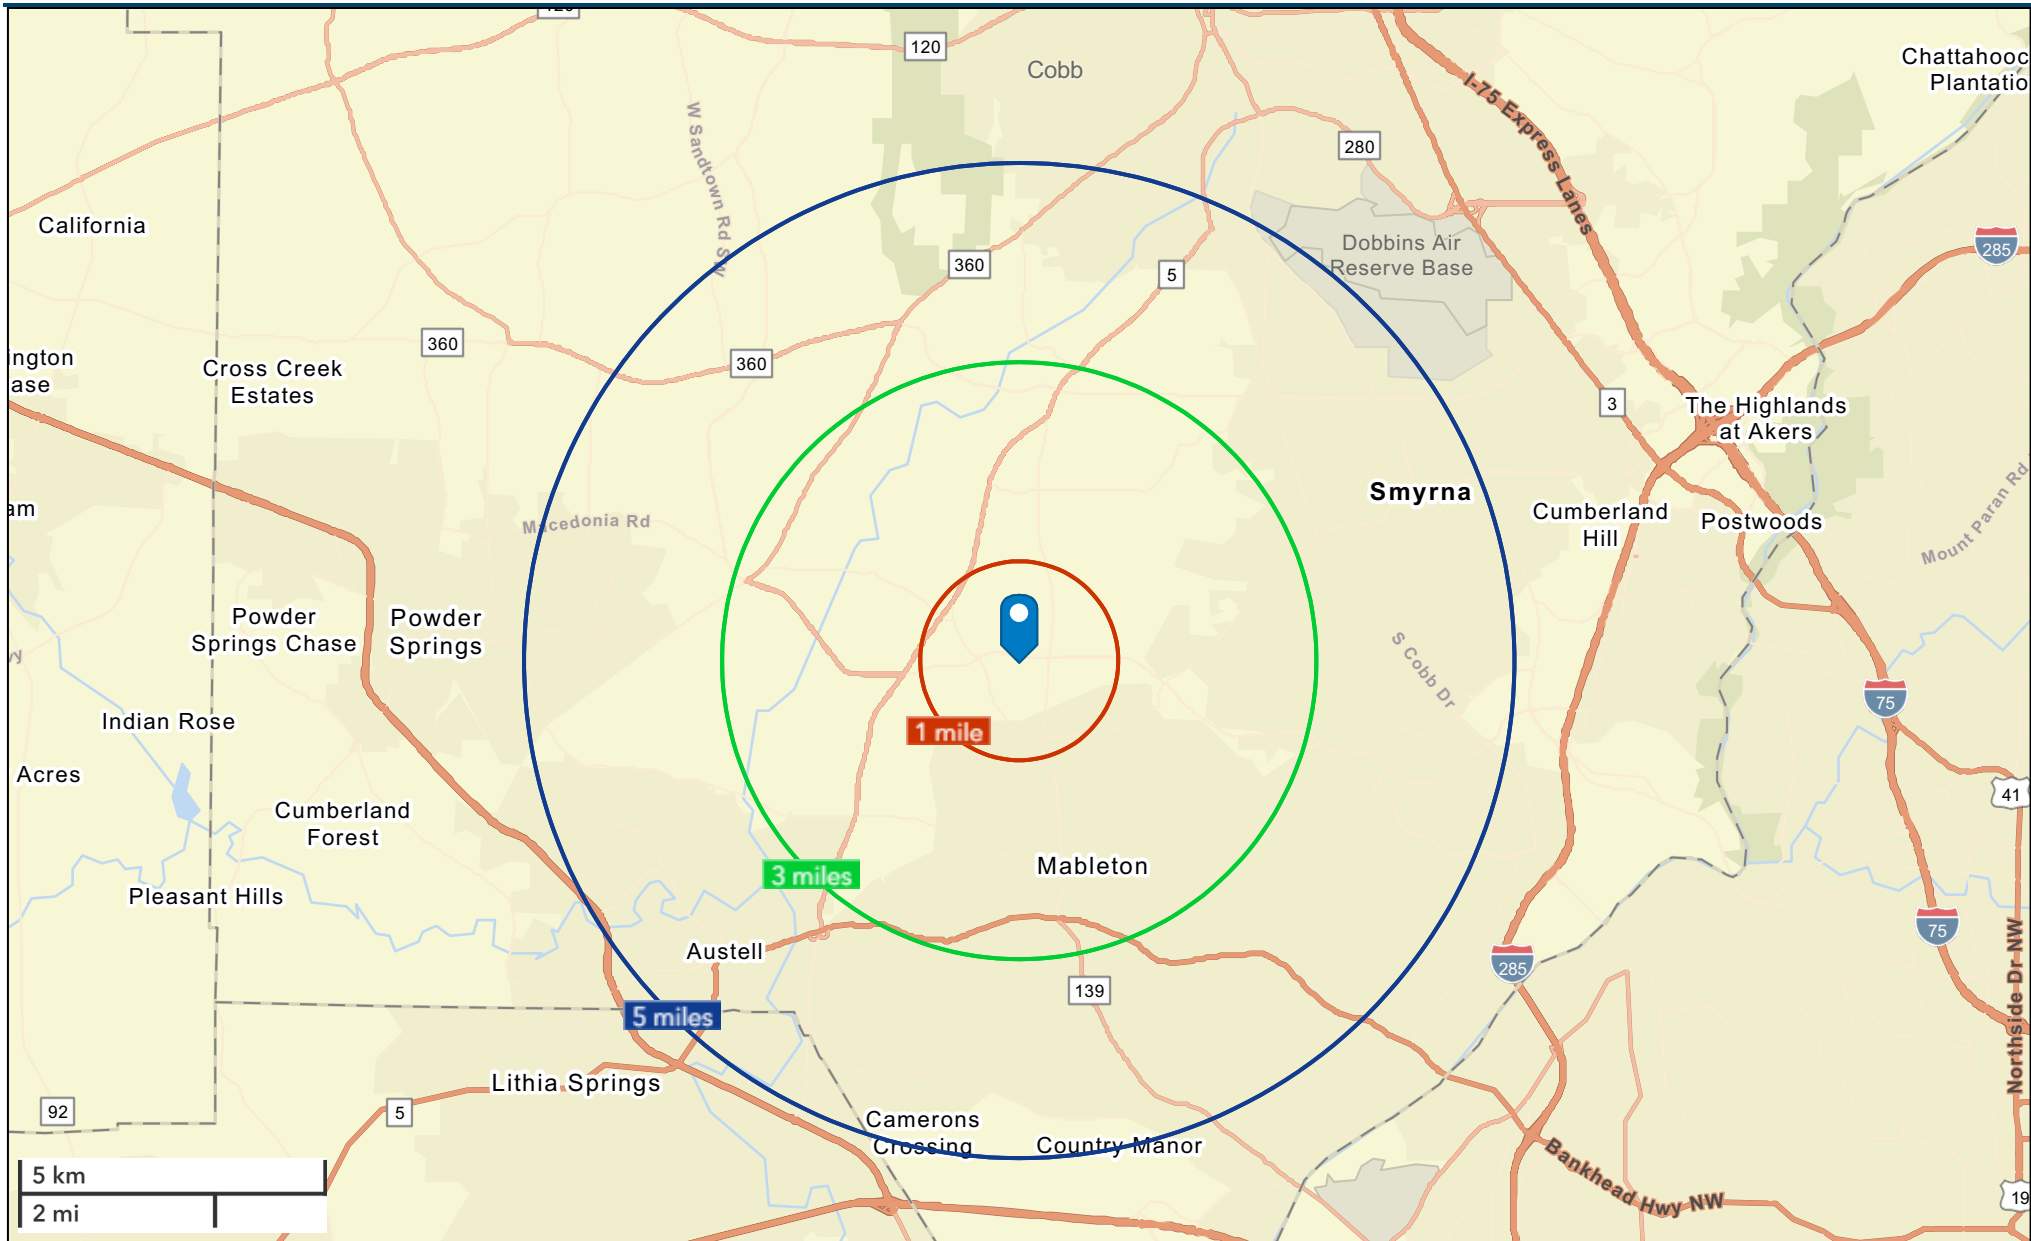 120
Cobb
Chattahooc
Plantatio
I-75 Express Lanes
W Sandtown Rd SW
280
California
Dobbins Air
Reserve Base
285
360
5
360
360
ington
ase
Cross Creek
Estates
3
The Highlands
at Akers
Smyrna
am
Macedonia Rd
Cumberland
Hill
Postwoods
Mount Paran Rd
Powder
Springs Chase
Powder
Springs
S Cobb Dr
75
Indian Rose
1 mile
Acres
41
Cumberland
Forest
3 miles
Mableton
Pleasant Hills
75
Austell
285
139
Northside Dr NW
5 miles
Lithia Springs
92
5
Camerons
Crossing
Country Manor
Bankhead Hwy NW
5 km
2 mi
19